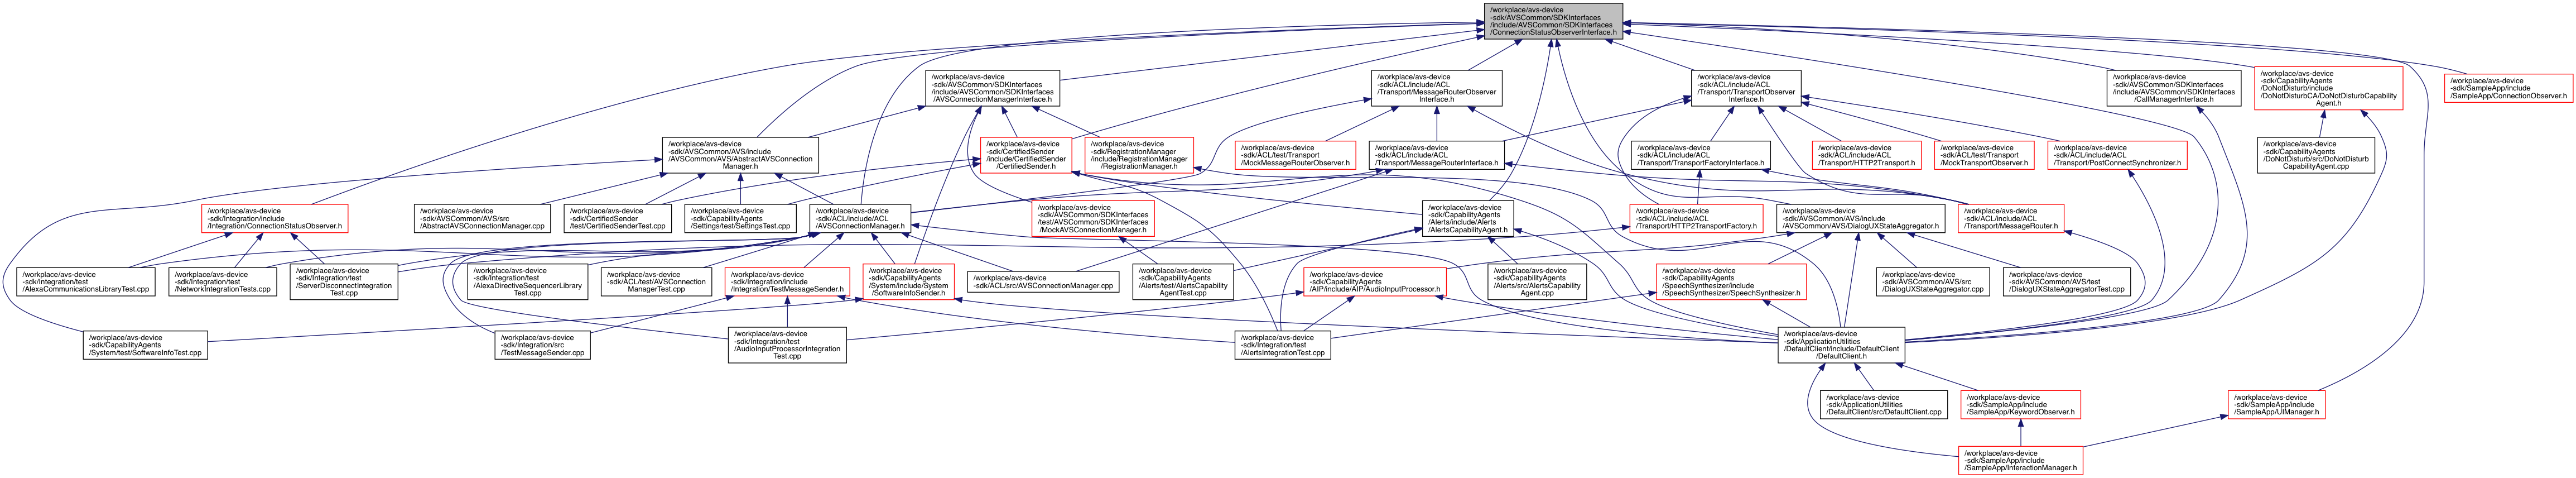 /workplace/avs-device
-sdk/AVSCommon/SDKInterfaces
/include/AVSCommon/SDKInterfaces
/ConnectionStatusObserverInterface.h
/workplace/avs-device
-sdk/AVSCommon/SDKInterfaces
/include/AVSCommon/SDKInterfaces
/AVSConnectionManagerInterface.h
/workplace/avs-device
-sdk/ACL/include/ACL
/Transport/MessageRouterObserver
Interface.h
/workplace/avs-device
-sdk/ACL/include/ACL
/Transport/TransportObserver
Interface.h
/workplace/avs-device
-sdk/AVSCommon/SDKInterfaces
/include/AVSCommon/SDKInterfaces
/CallManagerInterface.h
/workplace/avs-device
-sdk/CapabilityAgents
/DoNotDisturb/include
/DoNotDisturbCA/DoNotDisturbCapability
Agent.h
/workplace/avs-device
-sdk/SampleApp/include
/SampleApp/ConnectionObserver.h
/workplace/avs-device
-sdk/AVSCommon/AVS/include
/AVSCommon/AVS/AbstractAVSConnection
Manager.h
/workplace/avs-device
-sdk/CertifiedSender
/include/CertifiedSender
/CertifiedSender.h
/workplace/avs-device
-sdk/RegistrationManager
/include/RegistrationManager
/RegistrationManager.h
/workplace/avs-device
-sdk/ACL/test/Transport
/MockMessageRouterObserver.h
/workplace/avs-device
-sdk/ACL/include/ACL
/Transport/MessageRouterInterface.h
/workplace/avs-device
-sdk/ACL/include/ACL
/Transport/TransportFactoryInterface.h
/workplace/avs-device
-sdk/ACL/include/ACL
/Transport/HTTP2Transport.h
/workplace/avs-device
-sdk/ACL/test/Transport
/MockTransportObserver.h
/workplace/avs-device
-sdk/ACL/include/ACL
/Transport/PostConnectSynchronizer.h
/workplace/avs-device
-sdk/CapabilityAgents
/DoNotDisturb/src/DoNotDisturb
CapabilityAgent.cpp
/workplace/avs-device
-sdk/Integration/include
/Integration/ConnectionStatusObserver.h
/workplace/avs-device
-sdk/AVSCommon/AVS/src
/AbstractAVSConnectionManager.cpp
/workplace/avs-device
-sdk/CertifiedSender
/test/CertifiedSenderTest.cpp
/workplace/avs-device
-sdk/CapabilityAgents
/Settings/test/SettingsTest.cpp
/workplace/avs-device
-sdk/ACL/include/ACL
/AVSConnectionManager.h
/workplace/avs-device
-sdk/AVSCommon/SDKInterfaces
/test/AVSCommon/SDKInterfaces
/MockAVSConnectionManager.h
/workplace/avs-device
-sdk/CapabilityAgents
/Alerts/include/Alerts
/AlertsCapabilityAgent.h
/workplace/avs-device
-sdk/ACL/include/ACL
/Transport/HTTP2TransportFactory.h
/workplace/avs-device
-sdk/AVSCommon/AVS/include
/AVSCommon/AVS/DialogUXStateAggregator.h
/workplace/avs-device
-sdk/ACL/include/ACL
/Transport/MessageRouter.h
/workplace/avs-device
-sdk/Integration/test
/AlexaCommunicationsLibraryTest.cpp
/workplace/avs-device
-sdk/Integration/test
/NetworkIntegrationTests.cpp
/workplace/avs-device
-sdk/Integration/test
/ServerDisconnectIntegration
Test.cpp
/workplace/avs-device
-sdk/Integration/test
/AlexaDirectiveSequencerLibrary
Test.cpp
/workplace/avs-device
-sdk/ACL/test/AVSConnection
ManagerTest.cpp
/workplace/avs-device
-sdk/Integration/include
/Integration/TestMessageSender.h
/workplace/avs-device
-sdk/CapabilityAgents
/System/include/System
/SoftwareInfoSender.h
/workplace/avs-device
-sdk/ACL/src/AVSConnectionManager.cpp
/workplace/avs-device
-sdk/CapabilityAgents
/Alerts/test/AlertsCapability
AgentTest.cpp
/workplace/avs-device
-sdk/CapabilityAgents
/AIP/include/AIP/AudioInputProcessor.h
/workplace/avs-device
-sdk/CapabilityAgents
/Alerts/src/AlertsCapability
Agent.cpp
/workplace/avs-device
-sdk/CapabilityAgents
/SpeechSynthesizer/include
/SpeechSynthesizer/SpeechSynthesizer.h
/workplace/avs-device
-sdk/AVSCommon/AVS/src
/DialogUXStateAggregator.cpp
/workplace/avs-device
-sdk/AVSCommon/AVS/test
/DialogUXStateAggregatorTest.cpp
/workplace/avs-device
-sdk/CapabilityAgents
/System/test/SoftwareInfoTest.cpp
/workplace/avs-device
-sdk/Integration/src
/TestMessageSender.cpp
/workplace/avs-device
-sdk/Integration/test
/AudioInputProcessorIntegration
Test.cpp
/workplace/avs-device
-sdk/Integration/test
/AlertsIntegrationTest.cpp
/workplace/avs-device
-sdk/ApplicationUtilities
/DefaultClient/include/DefaultClient
/DefaultClient.h
/workplace/avs-device
-sdk/ApplicationUtilities
/DefaultClient/src/DefaultClient.cpp
/workplace/avs-device
-sdk/SampleApp/include
/SampleApp/KeywordObserver.h
/workplace/avs-device
-sdk/SampleApp/include
/SampleApp/UIManager.h
/workplace/avs-device
-sdk/SampleApp/include
/SampleApp/InteractionManager.h